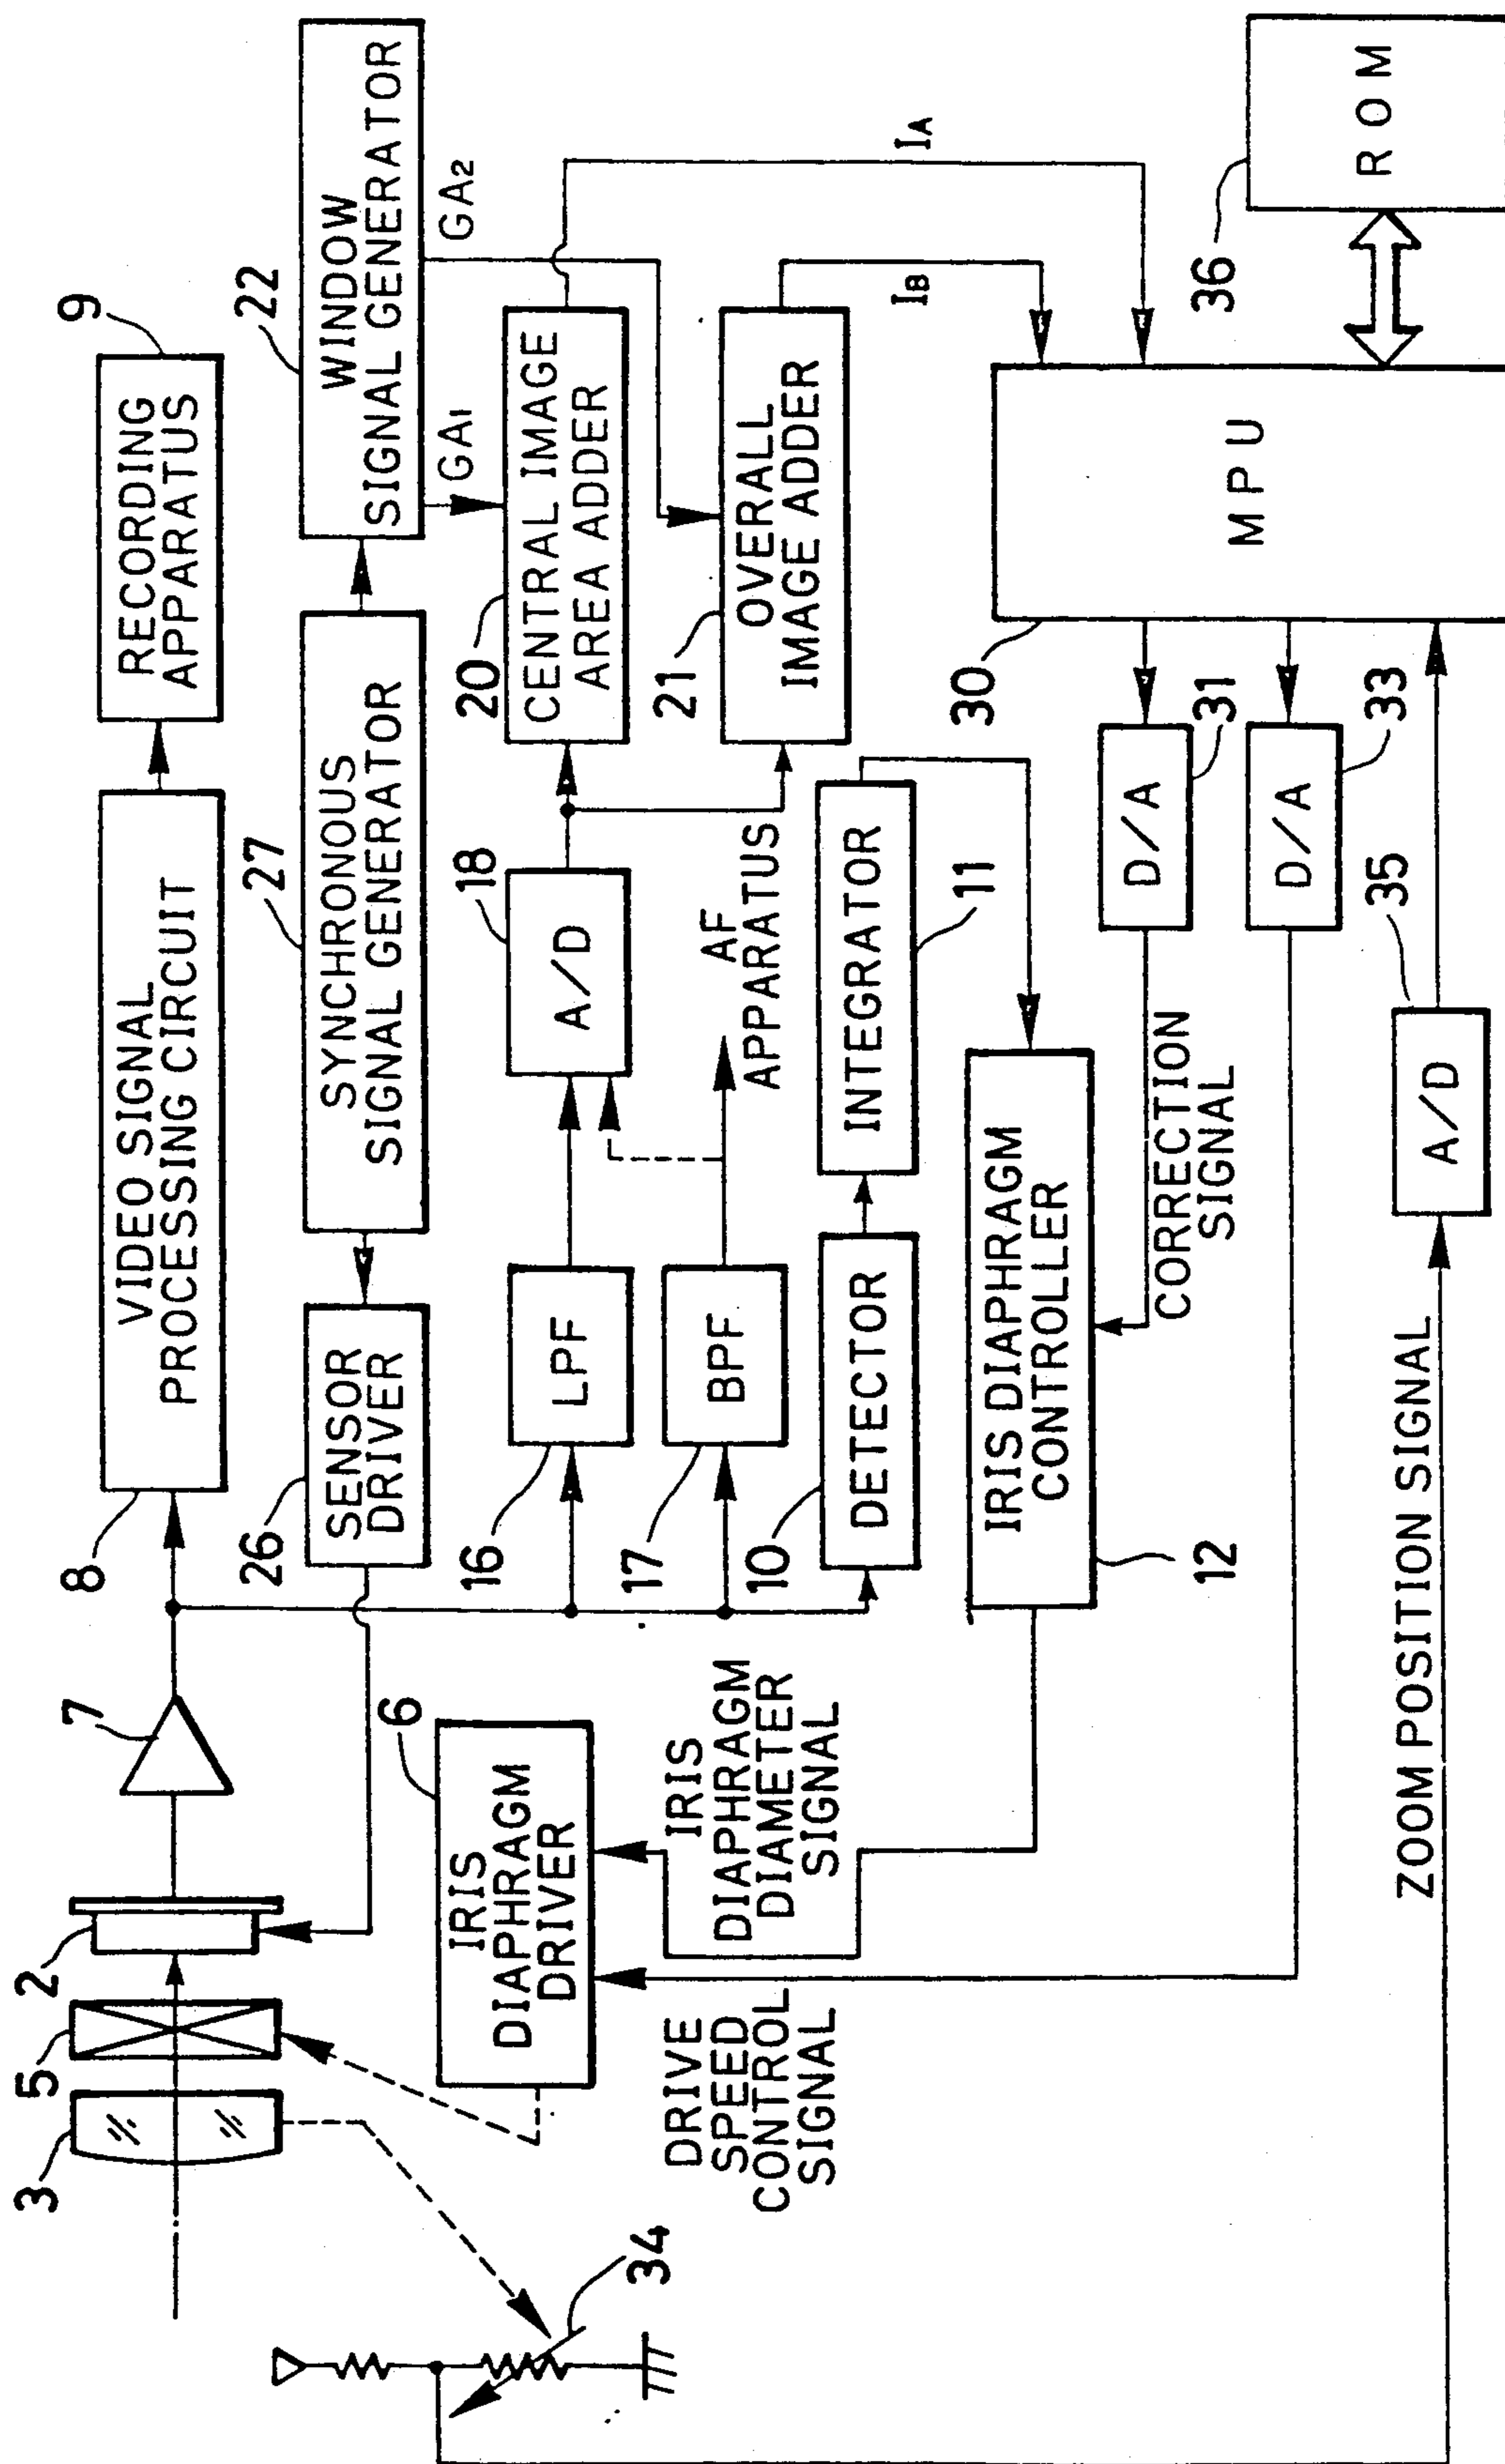 3
5
2
7
8
VIDEO SIGNAL
PROCESSING CIRCUIT
9
RECORDING
APPARATUS
26
SENSOR
DRIVER
27
SYNCHRONOUS
SIGNAL GENERATOR
22
WINDOW
SIGNAL GENERATOR
GA1
GA2
6
IRIS
DIAPHRAGM
DRIVER
16
LPF
18
A/D
20
CENTRAL IMAGE
AREA ADDER
IA
34
17
BPF
AF
APPARATUS
21
OVERALL
IMAGE ADDER
IB
DRIVE
SPEED
CONTROL
SIGNAL
IRIS
DIAPHRAGM
DIAMETER
SIGNAL
10
DETECTOR
INTEGRATOR
11
IRIS DIAPHRAGM
CONTROLLER
12
CORRECTION
SIGNAL
D/A
31
D/A
33
30
MPU
36
ROM
ZOOM POSITION SIGNAL
35
A/D